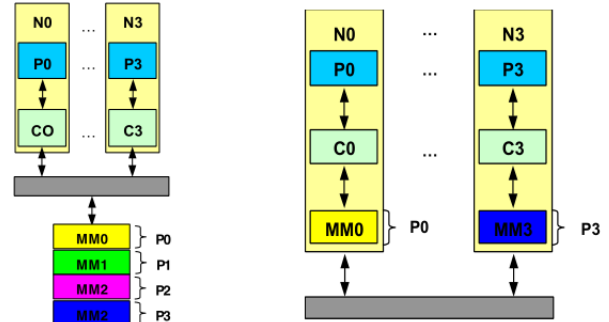 N0 ... N3
P0 ... P3
CO ... C3
MM0 P0
MM1 P1
MM2 P2
MM2 P3
N0 ... N3
P0 ... P3
C0 ... C3
MM0 P0 MM3 P3